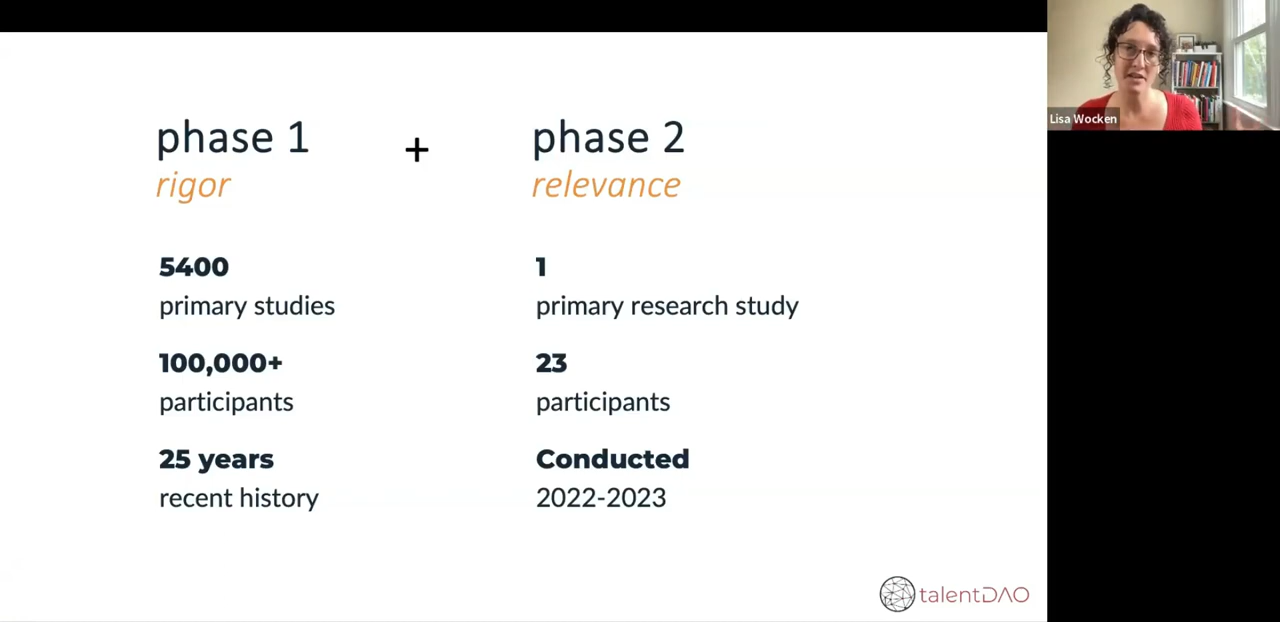 phase 1
+
phase 2
rigor
relevance
5400
primary studies
1
primary research study
100,000+
participants
23
participants
25 years
recent history
Conducted
2022-2023
talentDAO
Lisa Wocken